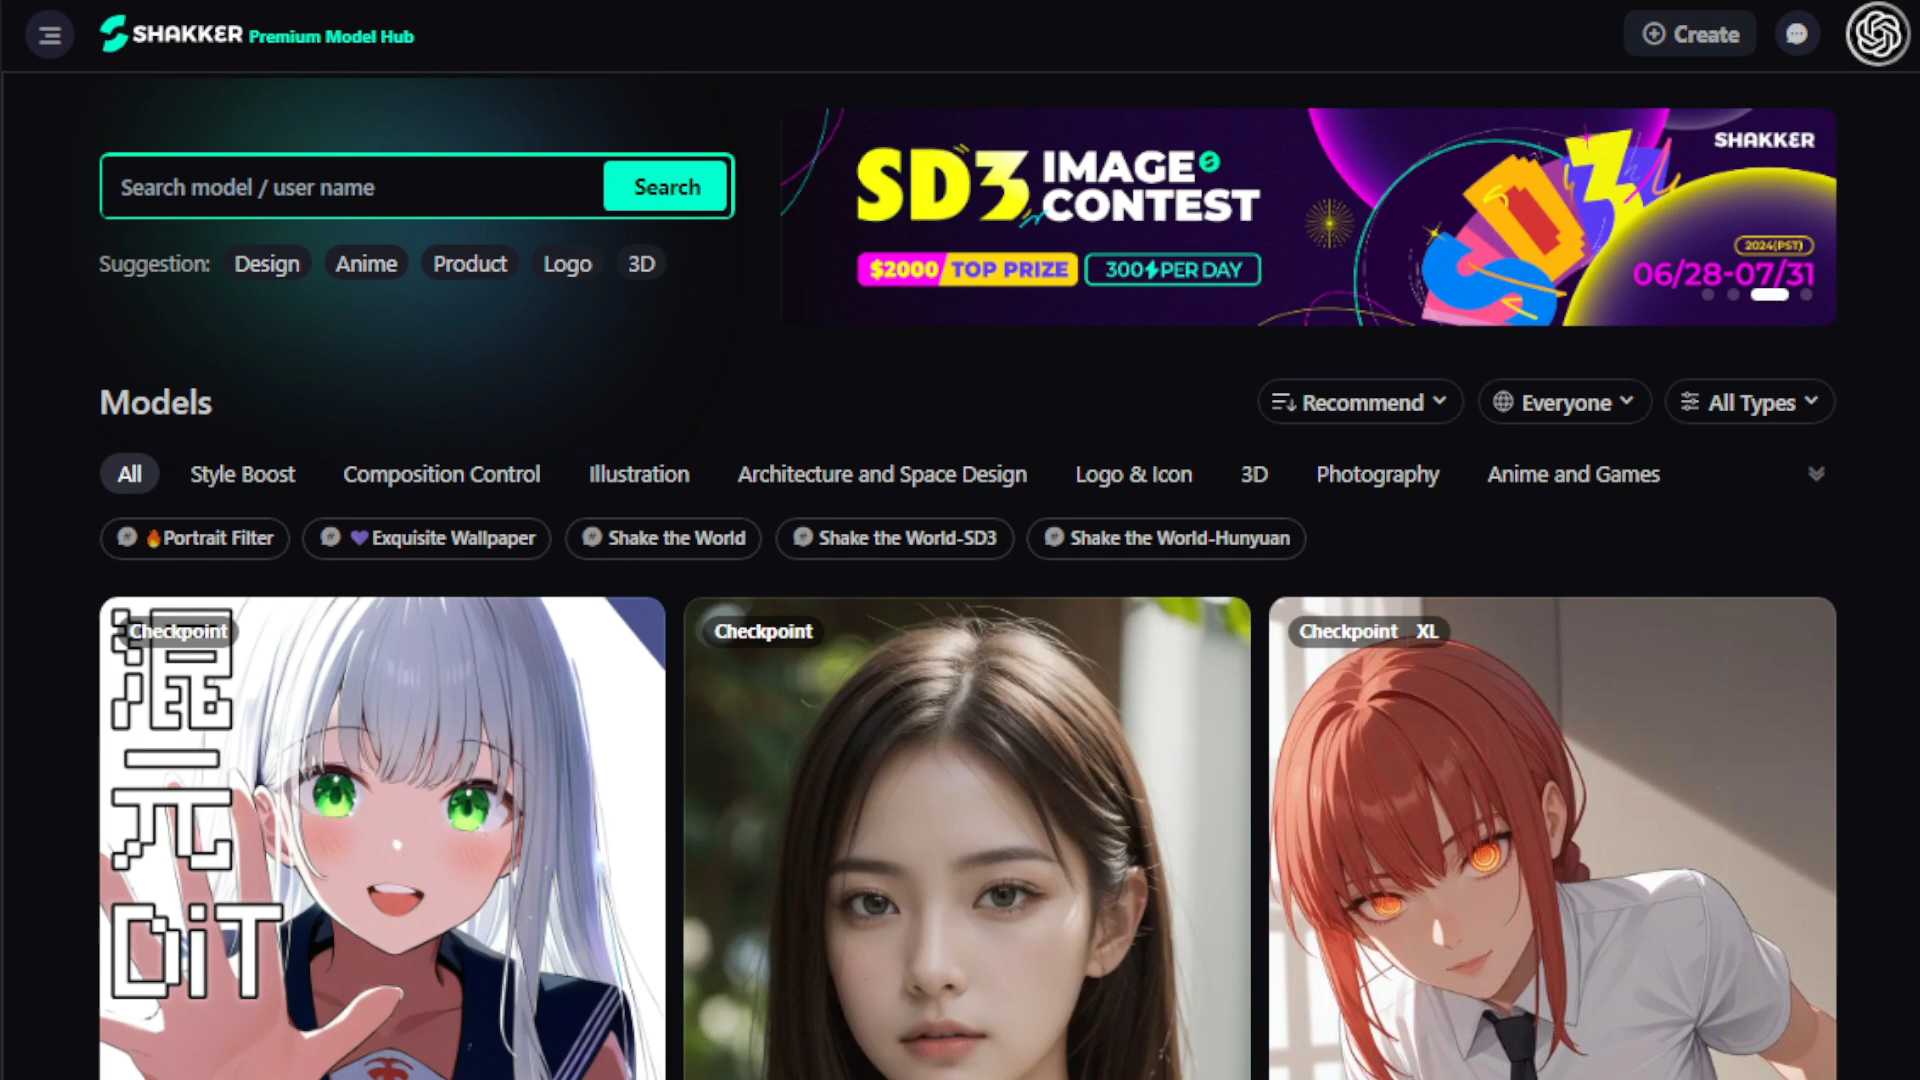 SHAKKER Premium Model Hub
Create
Search model / user name
Search
Suggestion:
Design
Anime
Product
Logo
3D
SD3 IMAGE
CONTEST
$2000 TOP PRIZE
300 PER DAY
SHAKKER
2024(PST)
06/28-07/31
Models
Recommend
Everyone
All Types
All
Style Boost
Composition Control
Illustration
Architecture and Space Design
Logo & Icon
3D
Photography
Anime and Games
Portrait Filter
Exquisite Wallpaper
Shake the World
Shake the World-SD3
Shake the World-Hunyuan
Checkpoint
混
一
元
DiT
Checkpoint
Checkpoint XL